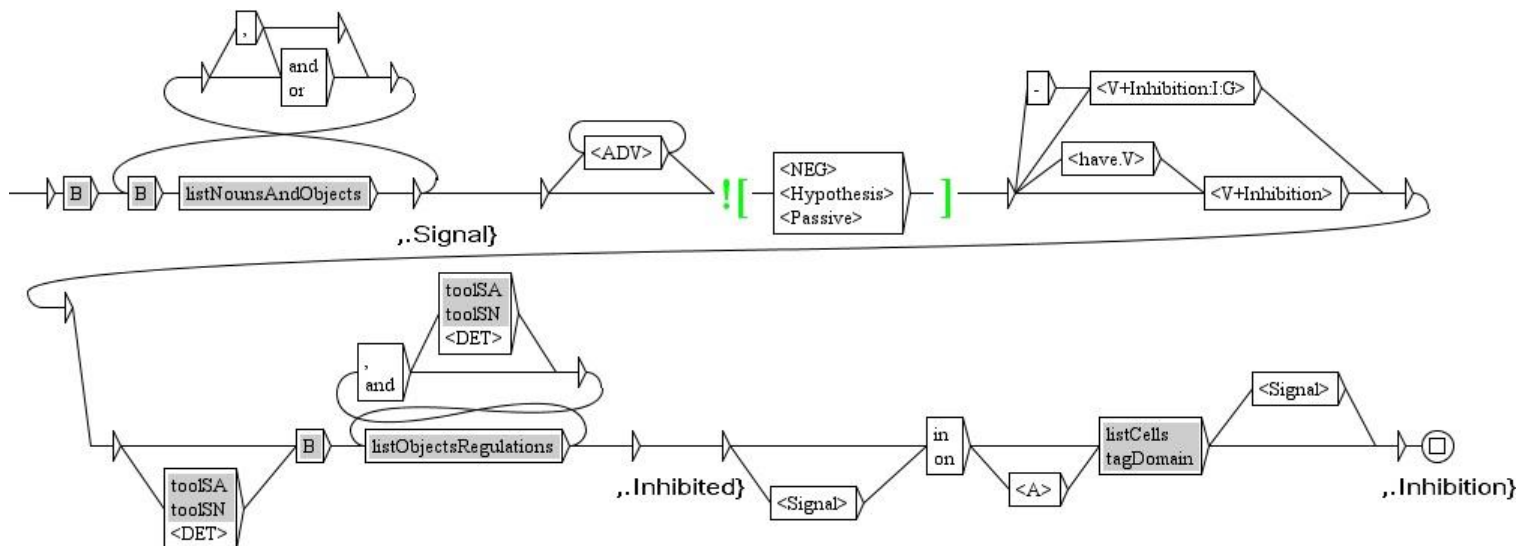 ,
and
or
<ADV>
-
<V+Inhibition:I:G>
<have.V>
<V+Inhibition>
B
B
listNounsAndObjects
![
<NEG>
<Hypothesis>
<Passive>
]
,.Signal}
toolSA
toolSN
<DET>
,
and
toolSA
toolSN
<DET>
B
listObjectsRegulations
,.Inhibited}
<Signal>
in
on
<A>
listCells
tagDomain
<Signal>
,.Inhibition}